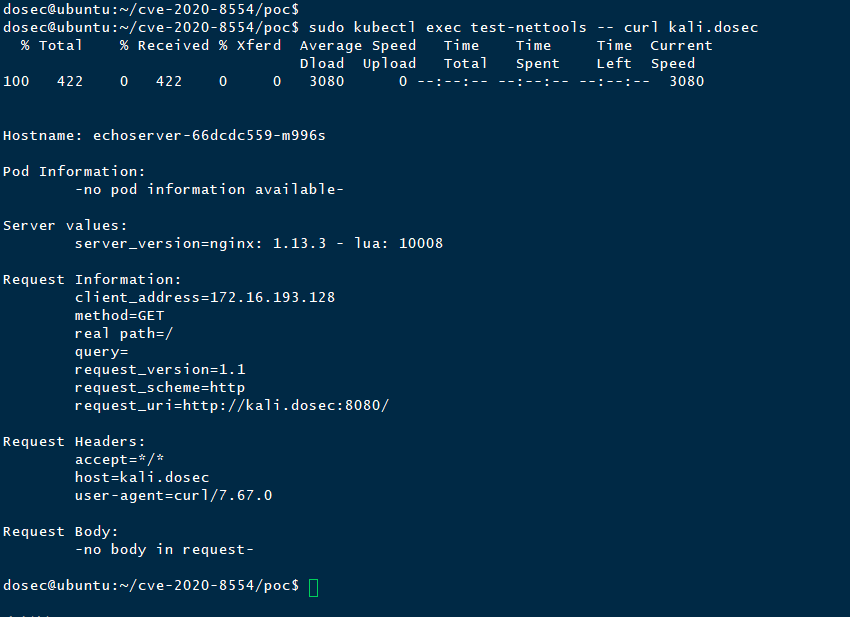 dosec@ubuntu:~/cve-2020-8554/poc$
dosec@ubuntu:~/cve-2020-8554/poc$ sudo kubectl exec test-nettools -- curl kali.dosec
  % Total    % Received % Xferd  Average Speed   Time    Time     Time  Current
                                 Dload  Upload   Total   Spent    Left  Speed
100   422    0   422    0     0   3080      0 --:--:-- --:--:-- --:--:--  3080
Hostname: echoserver-66dcdc559-m996s
Pod Information:
        -no pod information available-
Server values:
        server_version=nginx: 1.13.3 - lua: 10008
Request Information:
        client_address=172.16.193.128
        method=GET
        real path=/
        query=
        request_version=1.1
        request_scheme=http
        request_uri=http://kali.dosec:8080/
Request Headers:
        accept=*/*
        host=kali.dosec
        user-agent=curl/7.67.0
Request Body:
        -no body in request-
dosec@ubuntu:~/cve-2020-8554/poc$